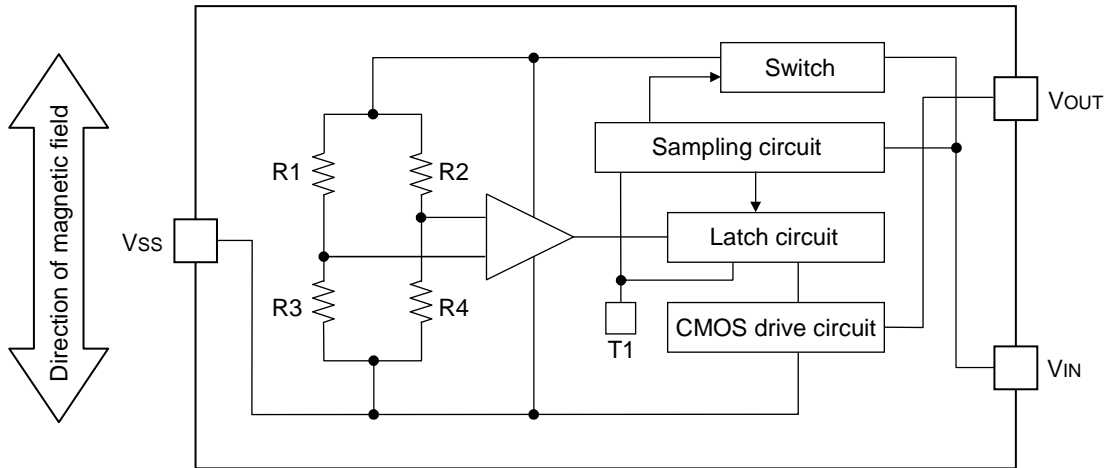 Direction of magnetic field
Switch
VOUT
Sampling circuit
R1
R2
VSS
Latch circuit
R3
R4
CMOS drive circuit
T1
VIN